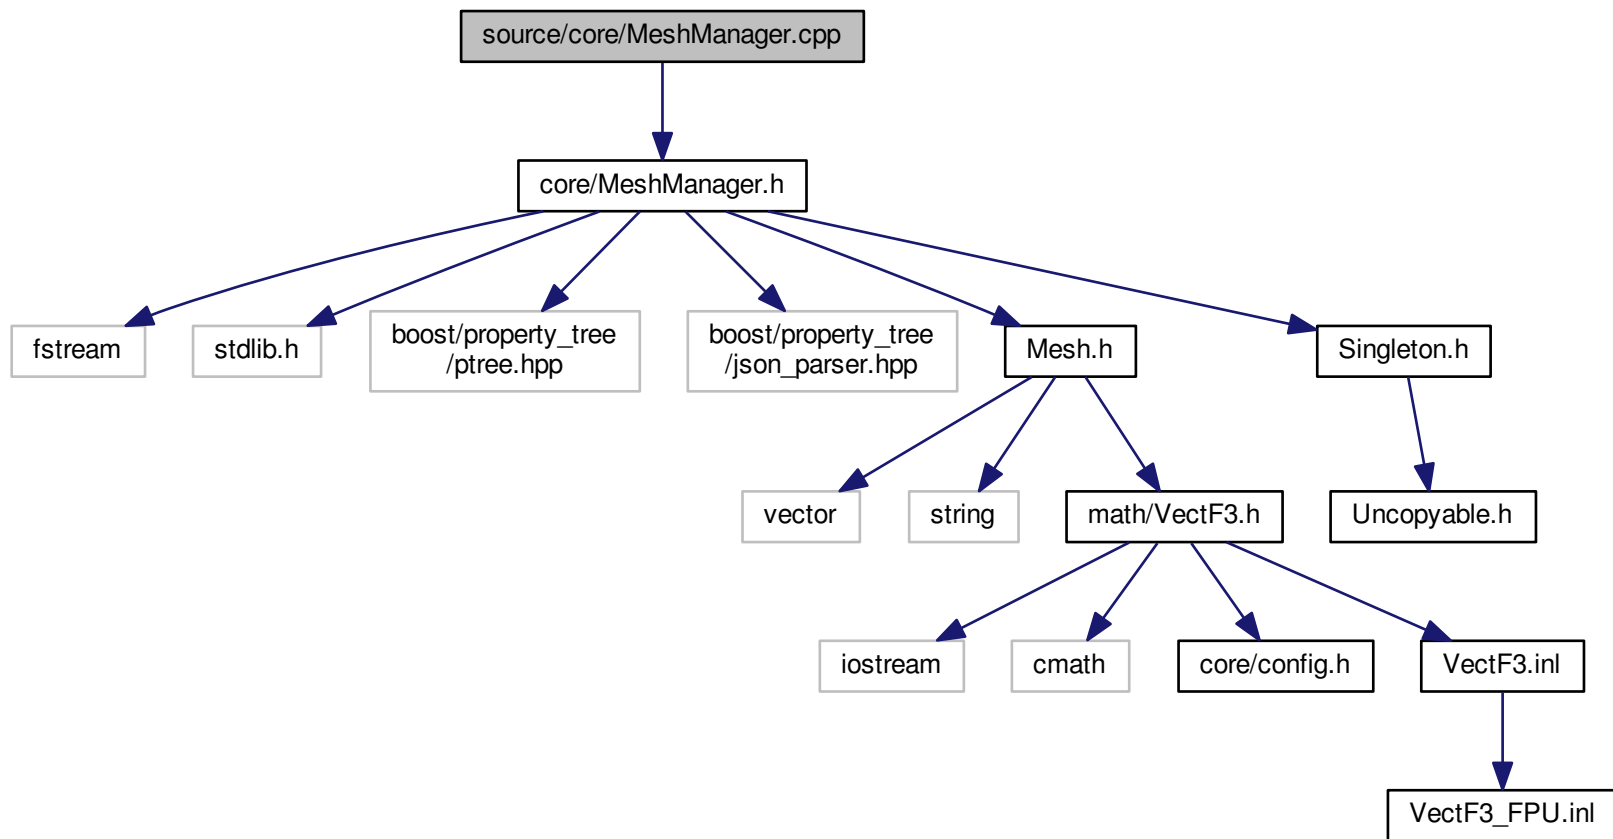 source/core/MeshManager.cpp
core/MeshManager.h
fstream
stdlib.h
boost/property_tree
/ptree.hpp
boost/property_tree
/json_parser.hpp
Mesh.h
Singleton.h
vector
string
math/VectF3.h
Uncopyable.h
iostream
cmath
core/config.h
VectF3.inl
VectF3_FPU.inl